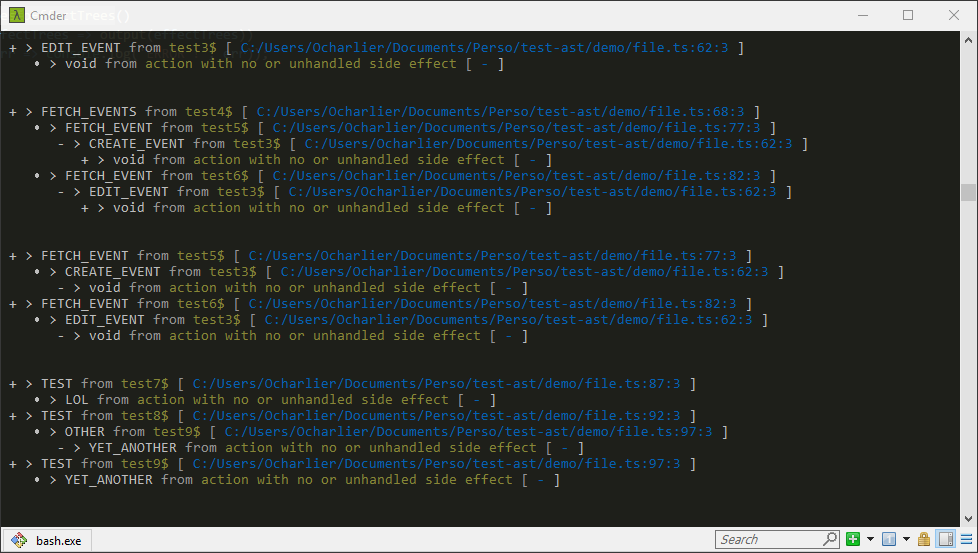 Cmder
+ > EDIT_EVENT from test3$ [ C:/Users/Ocharlier/Documents/Perso/test-ast/demo/file.ts:62:3 ]
• > void from action with no or unhandled side effect [ - ]
+ > FETCH_EVENTS from test4$ [ C:/Users/Ocharlier/Documents/Perso/test-ast/demo/file.ts:68:3 ]
• > FETCH_EVENT from test5$ [ C:/Users/Ocharlier/Documents/Perso/test-ast/demo/file.ts:77:3 ]
- > CREATE_EVENT from test3$ [ C:/Users/Ocharlier/Documents/Perso/test-ast/demo/file.ts:62:3 ]
+ > void from action with no or unhandled side effect [ - ]
• > FETCH_EVENT from test6$ [ C:/Users/Ocharlier/Documents/Perso/test-ast/demo/file.ts:82:3 ]
- > EDIT_EVENT from test3$ [ C:/Users/Ocharlier/Documents/Perso/test-ast/demo/file.ts:62:3 ]
+ > void from action with no or unhandled side effect [ - ]
+ > FETCH_EVENT from test5$ [ C:/Users/Ocharlier/Documents/Perso/test-ast/demo/file.ts:77:3 ]
• > CREATE_EVENT from test3$ [ C:/Users/Ocharlier/Documents/Perso/test-ast/demo/file.ts:62:3 ]
- > void from action with no or unhandled side effect [ - ]
+ > FETCH_EVENT from test6$ [ C:/Users/Ocharlier/Documents/Perso/test-ast/demo/file.ts:82:3 ]
• > EDIT_EVENT from test3$ [ C:/Users/Ocharlier/Documents/Perso/test-ast/demo/file.ts:62:3 ]
- > void from action with no or unhandled side effect [ - ]
+ > TEST from test7$ [ C:/Users/Ocharlier/Documents/Perso/test-ast/demo/file.ts:87:3 ]
• > LOL from action with no or unhandled side effect [ - ]
+ > TEST from test8$ [ C:/Users/Ocharlier/Documents/Perso/test-ast/demo/file.ts:92:3 ]
• > OTHER from test9$ [ C:/Users/Ocharlier/Documents/Perso/test-ast/demo/file.ts:97:3 ]
- > YET_ANOTHER from action with no or unhandled side effect [ - ]
+ > TEST from test9$ [ C:/Users/Ocharlier/Documents/Perso/test-ast/demo/file.ts:97:3 ]
• > YET_ANOTHER from action with no or unhandled side effect [ - ]
bash.exe Search